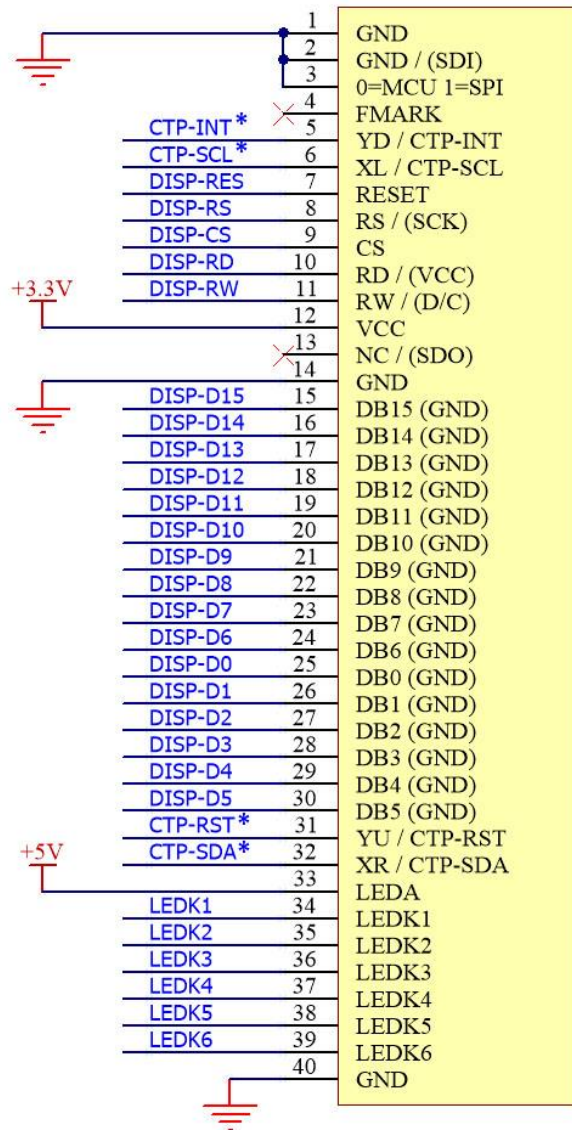 1 GND
2 GND / (SDI)
3 0=MCU 1=SPI
4 FMARK
CTP-INT* 5 YD / CTP-INT
CTP-SCL* 6 XL / CTP-SCL
DISP-RES 7 RESET
DISP-RS 8 RS / (SCK)
DISP-CS 9 CS
DISP-RD 10 RD / (VCC)
+3.3V DISP-RW 11 RW / (D/C)
12 VCC
13 NC / (SDO)
14 GND
DISP-D15 15 DB15 (GND)
DISP-D14 16 DB14 (GND)
DISP-D13 17 DB13 (GND)
DISP-D12 18 DB12 (GND)
DISP-D11 19 DB11 (GND)
DISP-D10 20 DB10 (GND)
DISP-D9 21 DB9 (GND)
DISP-D8 22 DB8 (GND)
DISP-D7 23 DB7 (GND)
DISP-D6 24 DB6 (GND)
DISP-D0 25 DB0 (GND)
DISP-D1 26 DB1 (GND)
DISP-D2 27 DB2 (GND)
DISP-D3 28 DB3 (GND)
DISP-D4 29 DB4 (GND)
DISP-D5 30 DB5 (GND)
CTP-RST* 31 YU / CTP-RST
+5V CTP-SDA* 32 XR / CTP-SDA
33 LEDA
LEDK1 34 LEDK1
LEDK2 35 LEDK2
LEDK3 36 LEDK3
LEDK4 37 LEDK4
LEDK5 38 LEDK5
LEDK6 39 LEDK6
40 GND